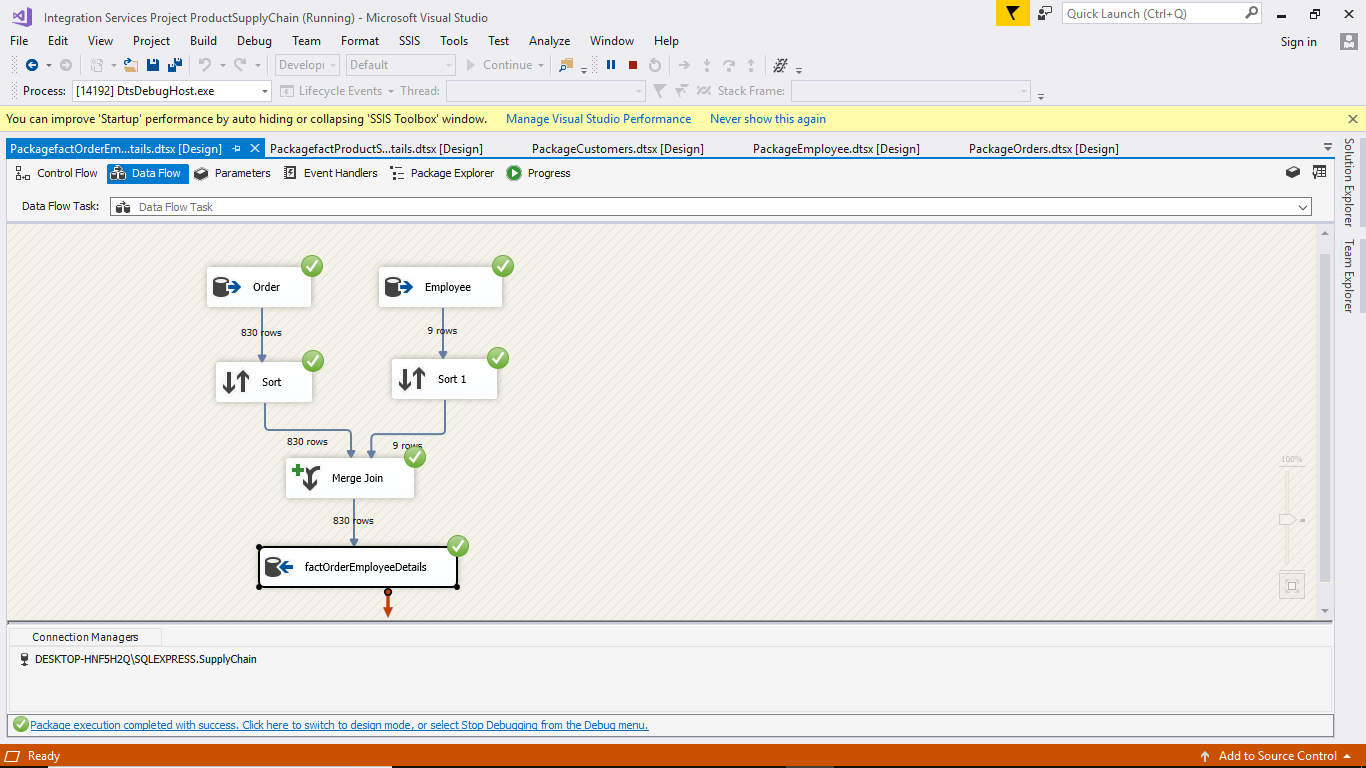 Integration Services Project ProductSupplyChain (Running) - Microsoft Visual Studio
Quick Launch (Ctrl+Q)
File Edit View Project Build Debug Team Format SSIS Tools Test Analyze Window Help
Sign in
Developı Default Continue
Process: [14192] DtsDebugHost.exe Lifecycle Events Thread: Stack Frame:
You can improve 'Startup' performance by auto hiding or collapsing 'SSIS Toolbox' window. Manage Visual Studio Performance Never show this again
PackagefactOrderEm...tails.dtsx [Design] PackagefactProductS...tails.dtsx [Design] PackageCustomers.dtsx [Design] PackageEmployee.dtsx [Design] PackageOrders.dtsx [Design]
Control Flow Data Flow Parameters Event Handlers Package Explorer Progress
Data Flow Task: Data Flow Task
Solution Explorer
Team Explorer
Order Employee
830 rows 9 rows
Sort Sort 1
830 rows 9 rows
Merge Join
830 rows
factOrderEmployeeDetails
100%
Connection Managers
DESKTOP-HNF5H2Q\SQLEXPRESS.SupplyChain
Package execution completed with success. Click here to switch to design mode, or select Stop Debugging from the Debug menu.
Ready
Add to Source Control